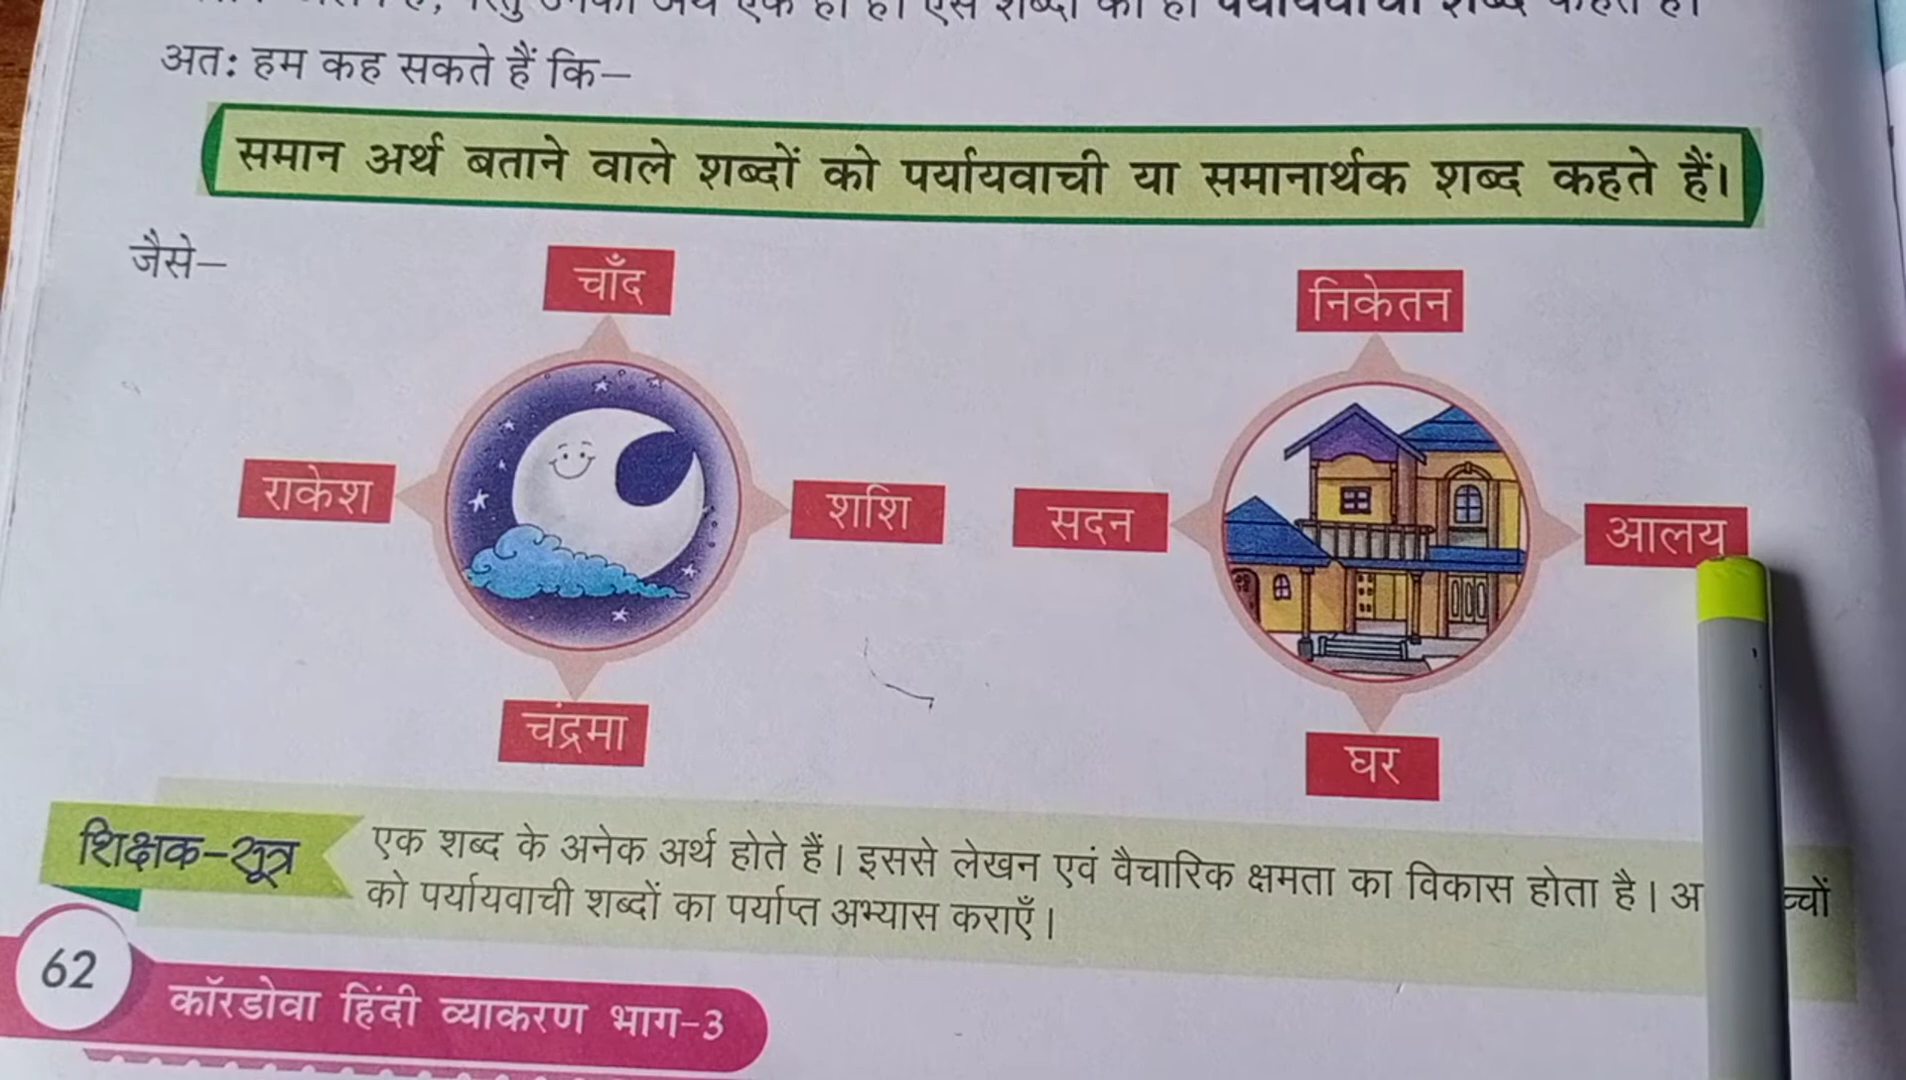 अत: हम कह सकते हैं कि–
समान अर्थ बताने वाले शब्दों को पर्यायवाची या समानार्थक शब्द कहते हैं।
जैसे–
चाँद
राकेश
शशि
चंद्रमा
निकेतन
सदन
आलय
घर
शिक्षक-सूत्र
एक शब्द के अनेक अर्थ होते हैं। इससे लेखन एवं वैचारिक क्षमता का विकास होता है।
को पर्यायवाची शब्दों का पर्याप्त अभ्यास कराएँ।
62
कॉरडोवा हिंदी व्याकरण भाग-3